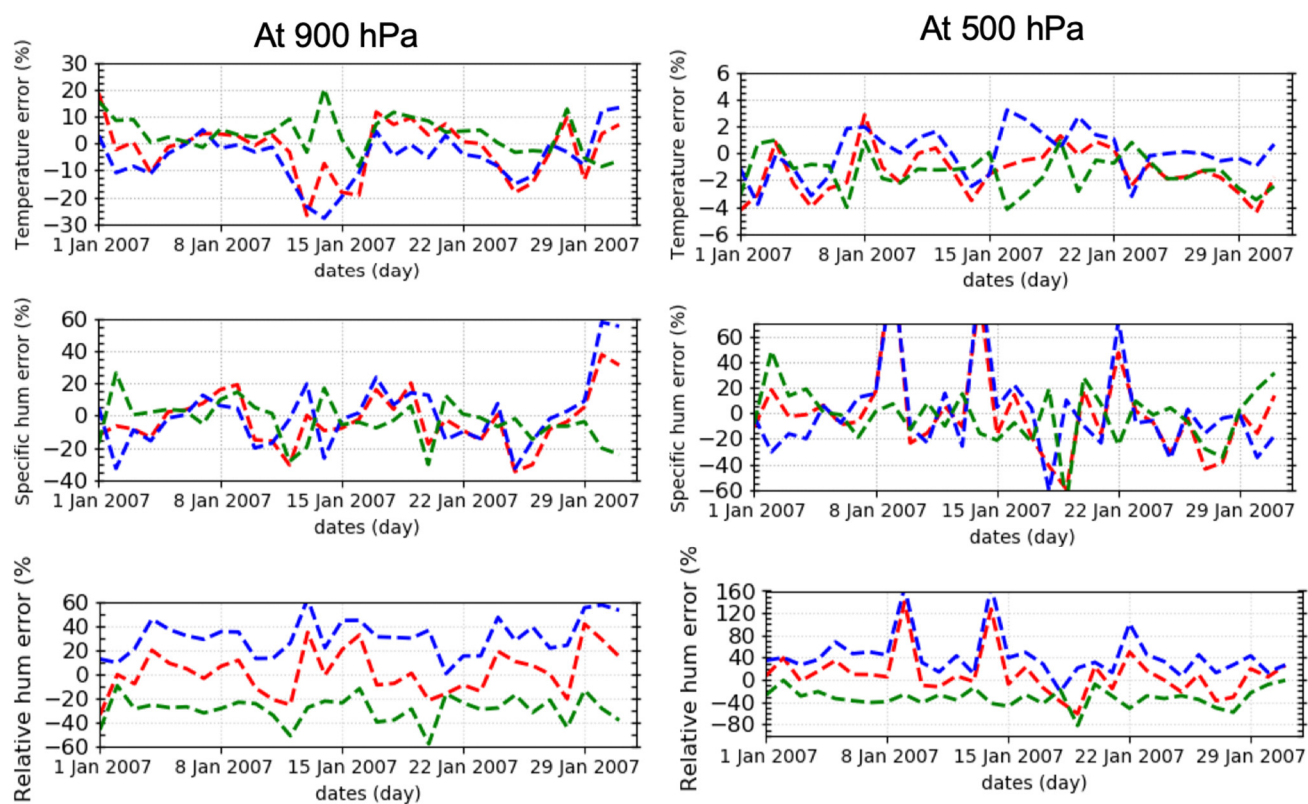 At 900 hPa
At 500 hPa
Temperature error (%)
30
20
10
0
−10
−20
−30
1 Jan 2007
8 Jan 2007
15 Jan 2007
22 Jan 2007
29 Jan 2007
dates (day)
Temperature error (%)
6
4
2
0
−2
−4
−6
1 Jan 2007
8 Jan 2007
15 Jan 2007
22 Jan 2007
29 Jan 2007
dates (day)
Specific hum error (%)
60
40
20
0
−20
−40
1 Jan 2007
8 Jan 2007
15 Jan 2007
22 Jan 2007
29 Jan 2007
dates (day)
Specific hum error (%)
60
40
20
0
−20
−40
−60
1 Jan 2007
8 Jan 2007
15 Jan 2007
22 Jan 2007
29 Jan 2007
dates (day)
Relative hum error (%
60
40
20
0
−20
−40
−60
1 Jan 2007
8 Jan 2007
15 Jan 2007
22 Jan 2007
29 Jan 2007
dates (day)
Relative hum error (%
160
120
80
40
0
−40
−80
1 Jan 2007
8 Jan 2007
15 Jan 2007
22 Jan 2007
29 Jan 2007
dates (day)